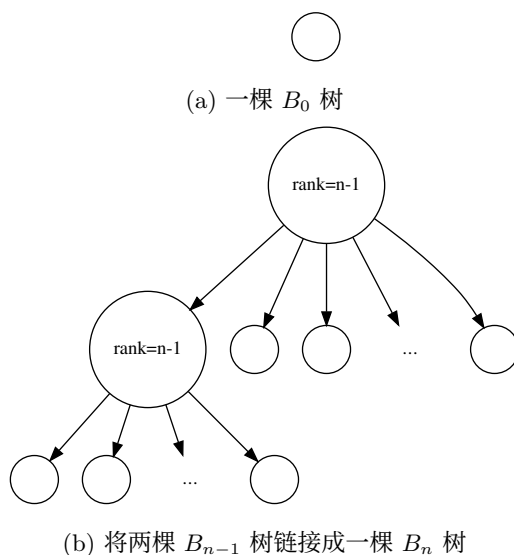 (a) 一棵 B₀ 树
rank=n-1
rank=n-1
...
...
(b) 将两棵 Bₙ₋₁ 树链接成一棵 Bₙ 树